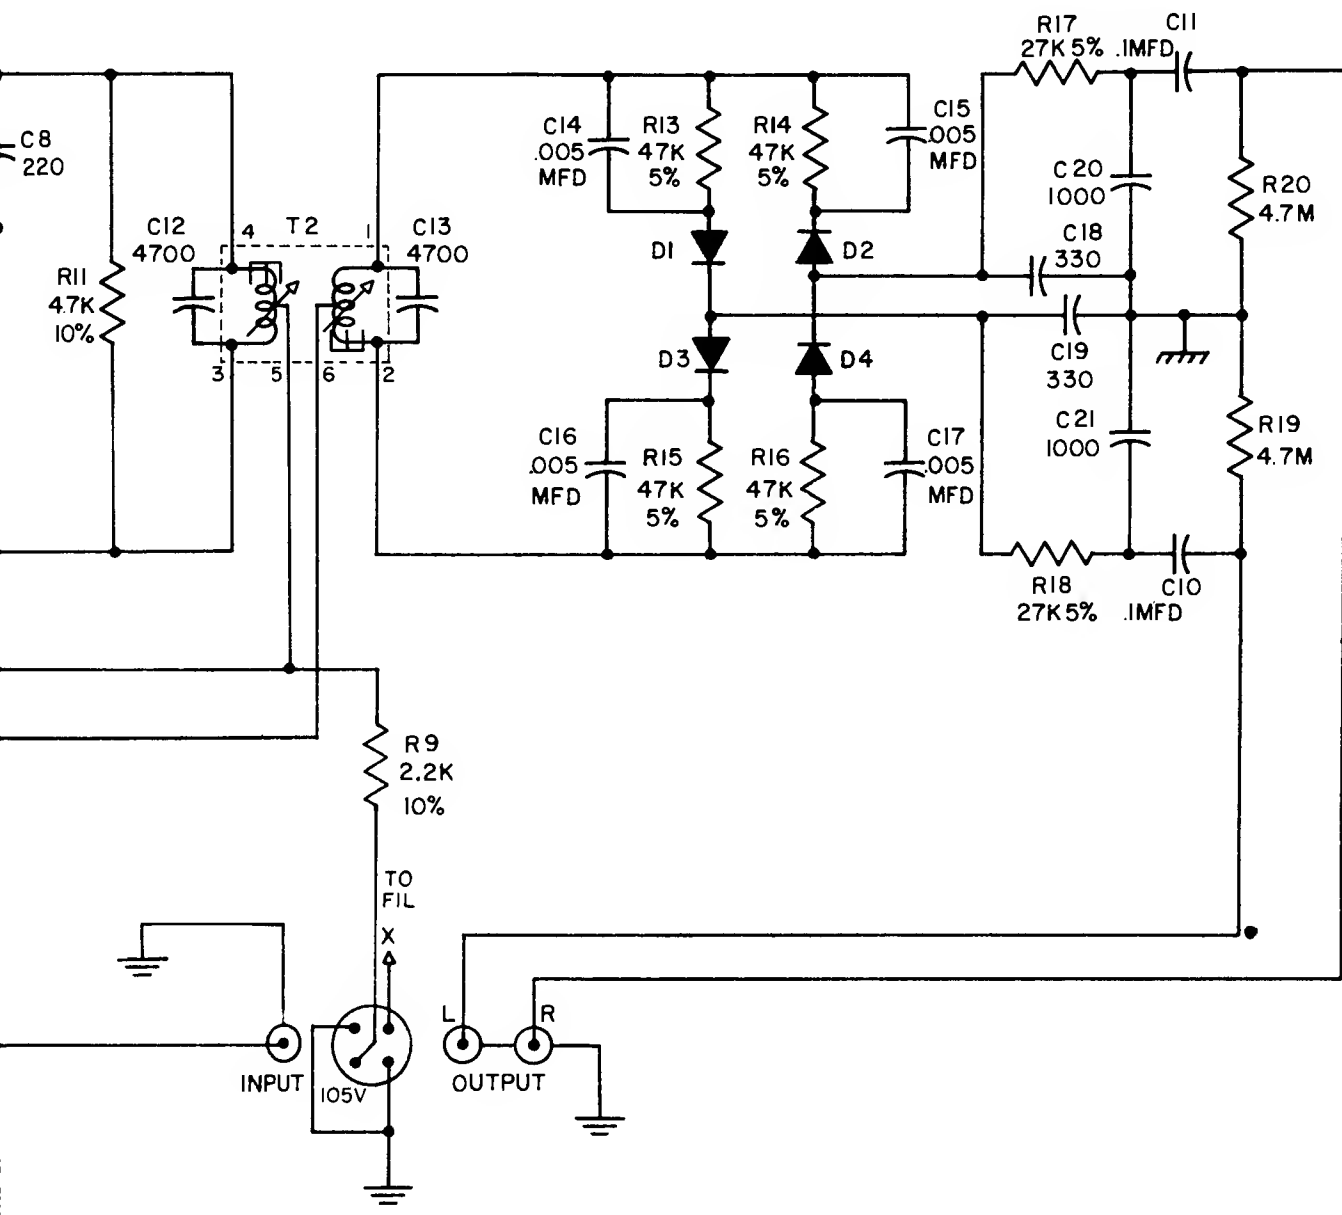 R17
27K 5%
C11
.1MFD
C8
220
C14
.005
MFD
R13
47K
5%
R14
47K
5%
C15
.005
MFD
C20
1000
R20
4.7M
C12
4700
4
T2
1
C13
4700
D1
D2
C18
330
R11
4.7K
10%
3
5
6
2
D3
D4
C19
330
C16
.005
MFD
R15
47K
5%
R16
47K
5%
C17
.005
MFD
C21
1000
R19
4.7M
R18
27K 5%
C10
.1MFD
R9
2.2K
10%
TO
FIL
X
L
R
INPUT
105V
OUTPUT